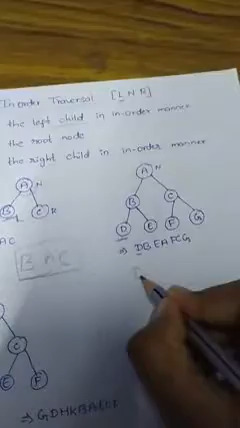 In order Traversal [L N R]
the left child in in-order manner
the root node
the right child in in-order manner
A N
B L C R
A
B C
D E F G
AC
B A C
⇒ DBEAFCG
C
E F